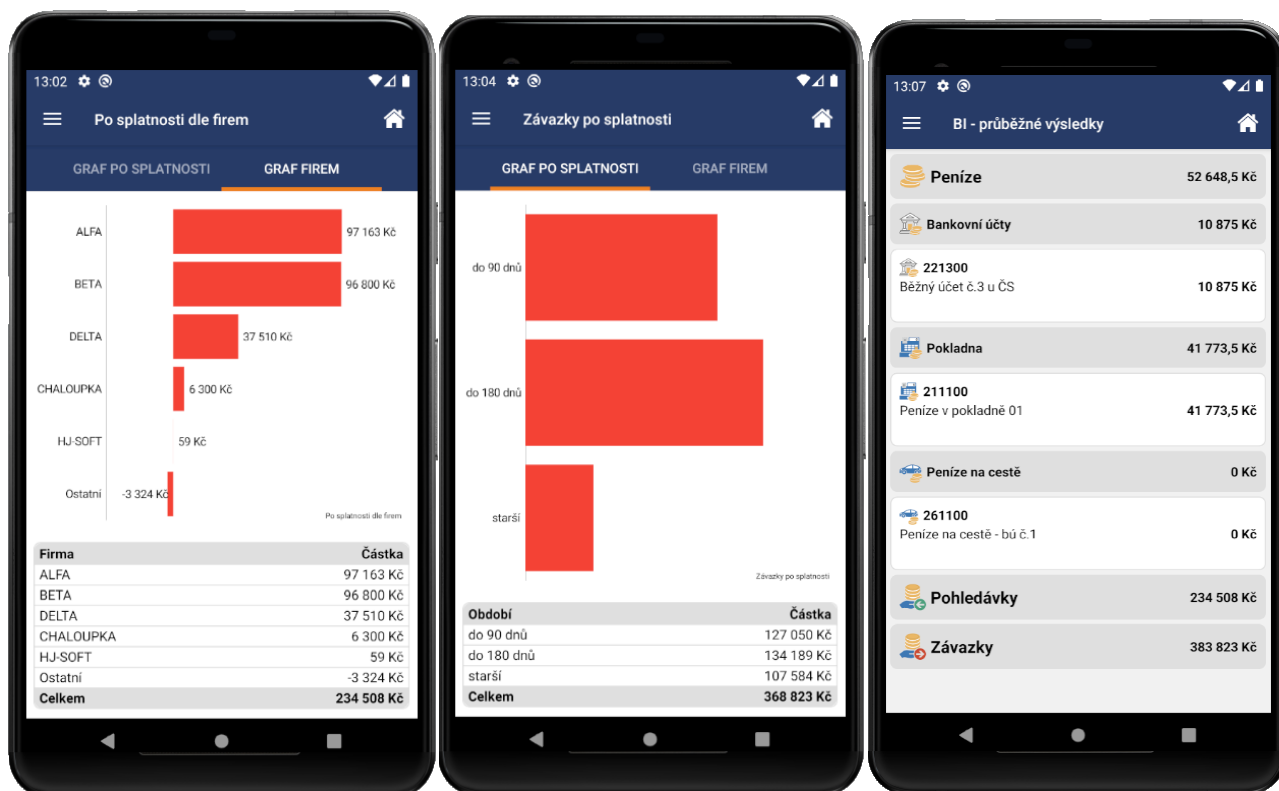 13:02
Po splatnosti dle firem
GRAF PO SPLATNOSTI GRAF FIREM
ALFA 97 163 Kč
BETA 96 800 Kč
DELTA 37 510 Kč
CHALOUPKA 6 300 Kč
HJ-SOFT 59 Kč
Ostatní -3 324 Kč
Po splatnosti dle firem
Firma Částka
ALFA 97 163 Kč
BETA 96 800 Kč
DELTA 37 510 Kč
CHALOUPKA 6 300 Kč
HJ-SOFT 59 Kč
Ostatní -3 324 Kč
Celkem 234 508 Kč
13:04
Závazky po splatnosti
GRAF PO SPLATNOSTI GRAF FIREM
do 90 dnů
do 180 dnů
starší
Závazky po splatnosti
Období Částka
do 90 dnů 127 050 Kč
do 180 dnů 134 189 Kč
starší 107 584 Kč
Celkem 368 823 Kč
13:07
BI - průběžné výsledky
Peníze 52 648,5 Kč
Bankovní účty 10 875 Kč
221300
Běžný účet č.3 u ČS 10 875 Kč
Pokladna 41 773,5 Kč
211100
Peníze v pokladně 01 41 773,5 Kč
Peníze na cestě 0 Kč
261100
Peníze na cestě - bú č.1 0 Kč
Pohledávky 234 508 Kč
Závazky 383 823 Kč